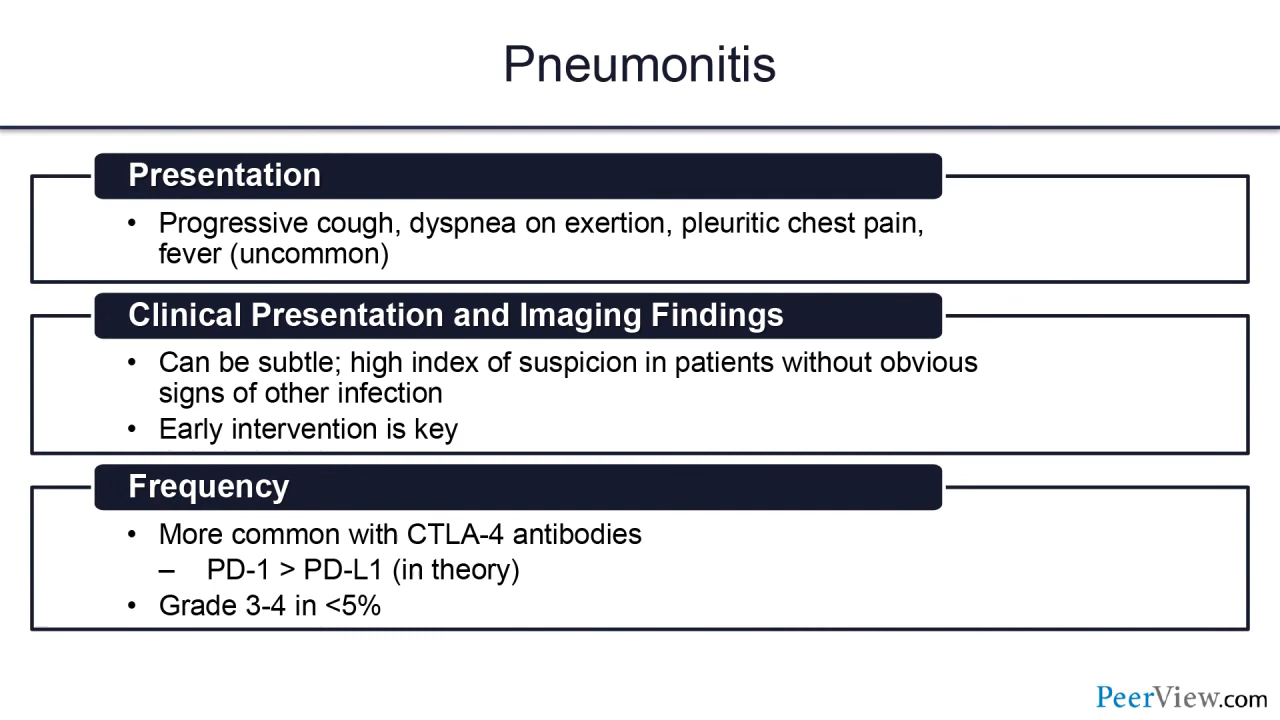 Pneumonitis
Presentation
• Progressive cough, dyspnea on exertion, pleuritic chest pain,
fever (uncommon)
Clinical Presentation and Imaging Findings
• Can be subtle; high index of suspicion in patients without obvious
signs of other infection
• Early intervention is key
Frequency
• More common with CTLA-4 antibodies
– PD-1 > PD-L1 (in theory)
• Grade 3-4 in <5%
PeerView.com